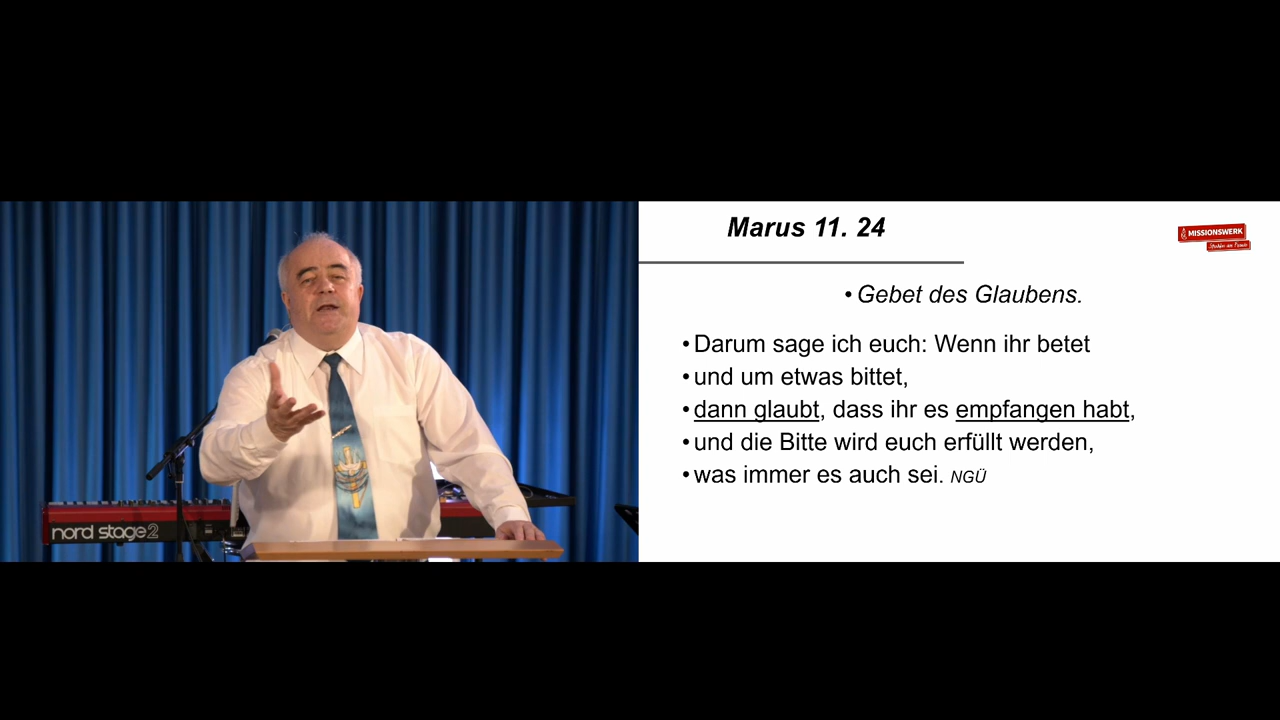 Marus 11. 24
MISSIONSWERK
• Gebet des Glaubens.
• Darum sage ich euch: Wenn ihr betet
• und um etwas bittet,
• dann glaubt, dass ihr es empfangen habt,
• und die Bitte wird euch erfüllt werden,
• was immer es auch sei. NGÜ
nord stage 2